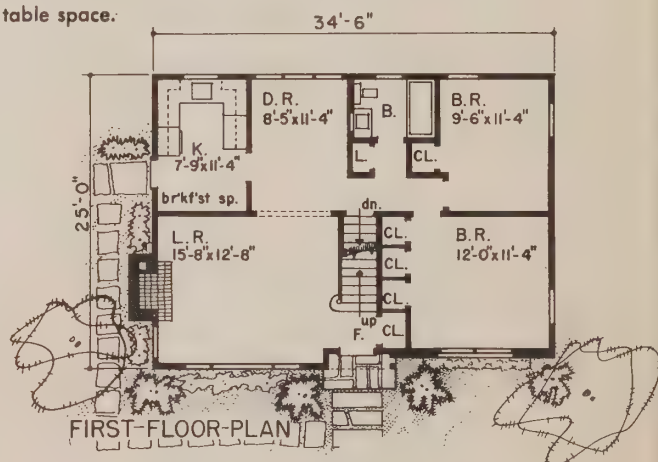 table space.
34'-6"
25'-0"
K.
7'-9"x11'-4"
br'kf'st sp.
D.R.
8'-5"x11'-4"
B.
L.
CL.
B.R.
9'-6"x11'-4"
dn.
L.R.
15'-8"x12'-8"
CL.
CL.
CL.
CL.
up
F.
B.R.
12'-0"x11'-4"
FIRST-FLOOR-PLAN